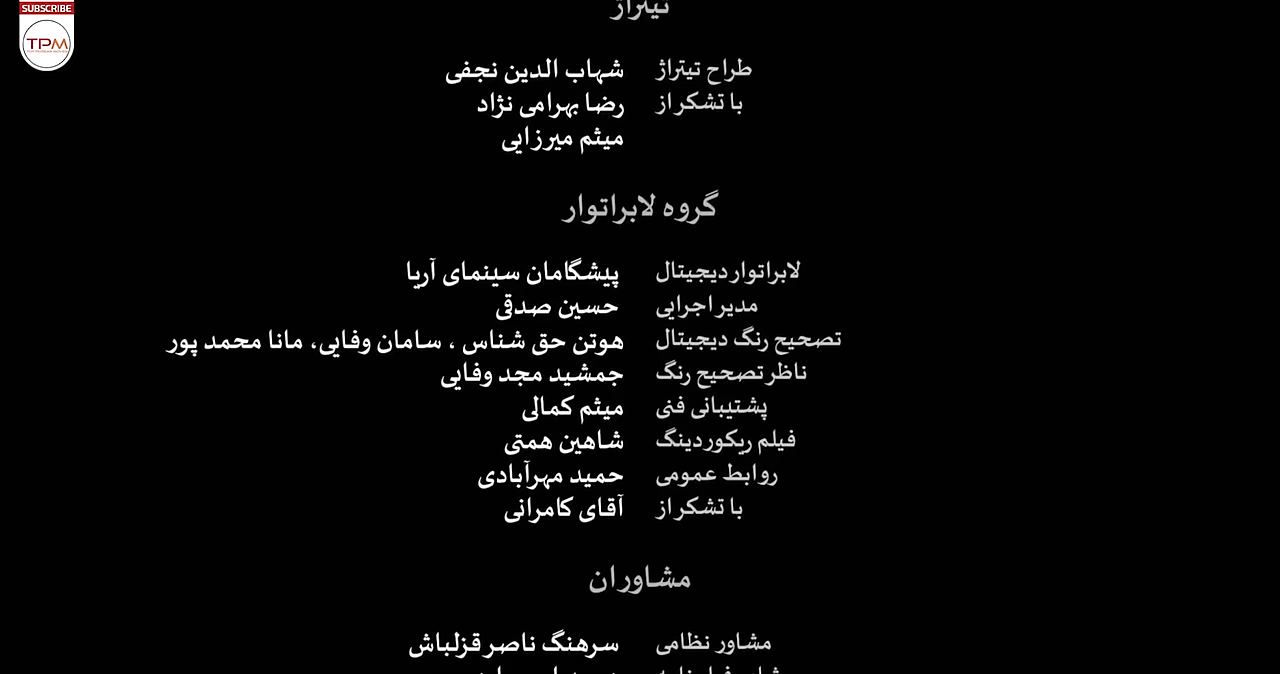 SUBSCRIBE
TPM
تیتراژ
طراح تیتراژ شهاب الدین نجفی
با تشکر از رضا بهرامی نژاد
میثم میرزایی
گروه لابراتوار
لابراتوار دیجیتال پیشگامان سینمای آریا
مدیر اجرایی حسین صدقی
تصحیح رنگ دیجیتال هوتن حق شناس ، سامان وفایی، مانا محمد پور
ناظر تصحیح رنگ جمشید مجد وفایی
پشتیبانی فنی میثم کمالی
فیلم ریکوردینگ شاهین همتی
روابط عمومی حمید مهرآبادی
با تشکر از آقای کامرانی
مشاوران
مشاور نظامی سرهنگ ناصر قزلباش